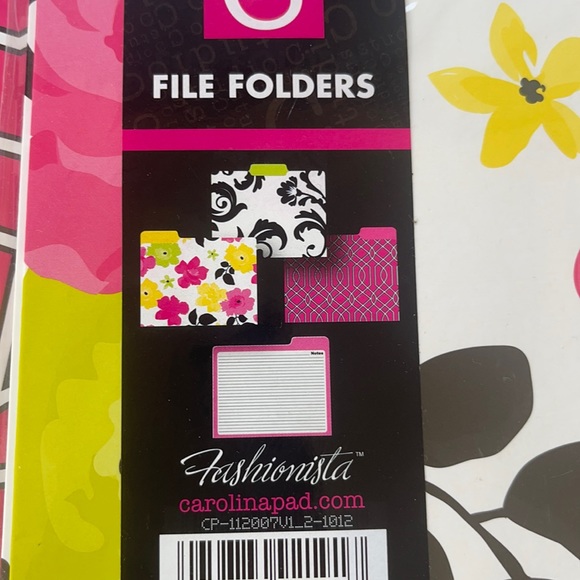 FILE FOLDERS
Notes
Fashionista™
carolinapad.com
CP-112007V1_2-1012